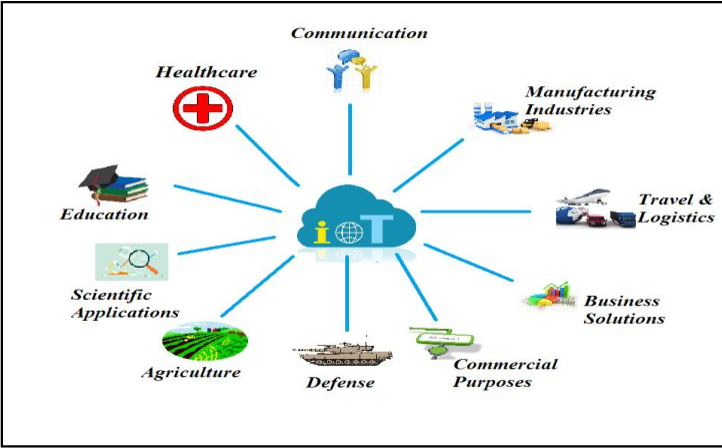 Communication
Healthcare
Manufacturing
Industries
Education
Travel &
Logistics
iOT
Scientific
Applications
Business
Solutions
Agriculture
Defense
Commercial
Purposes